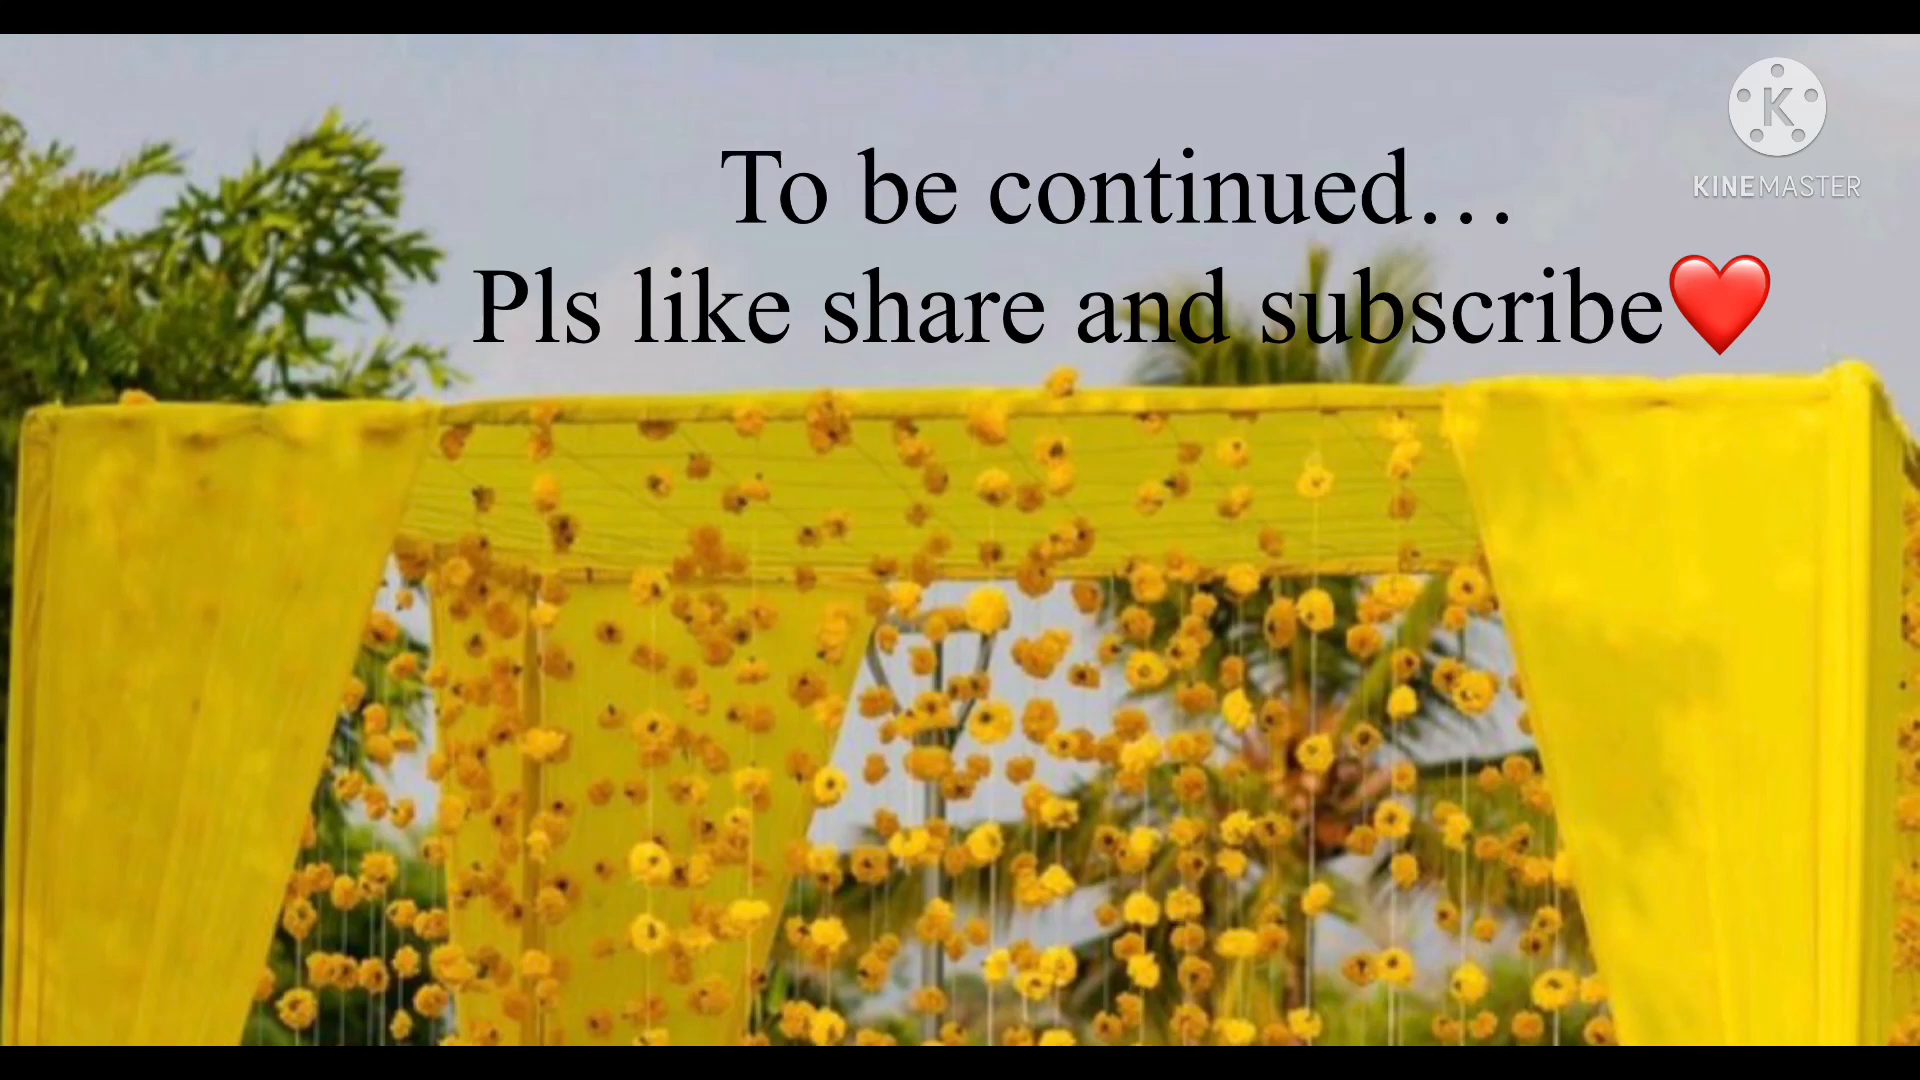 K
KINEMASTER
To be continued…
Pls like share and subscribe❤️